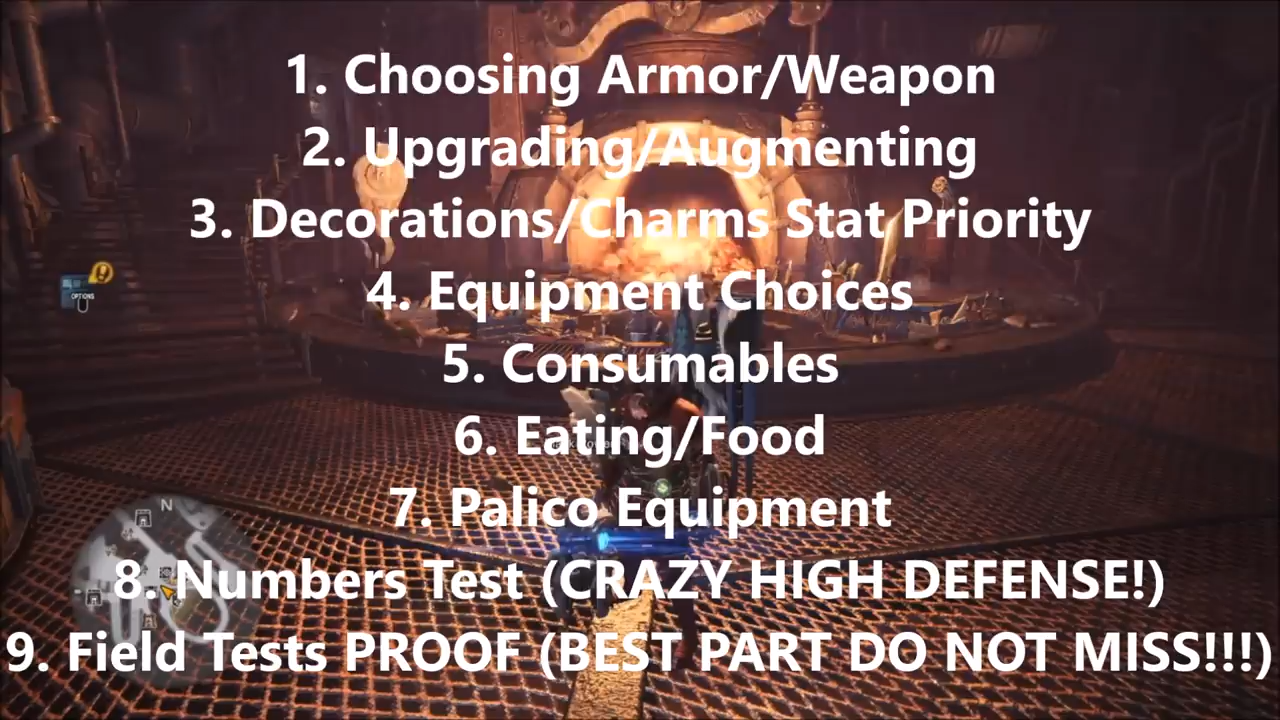 1. Choosing Armor/Weapon
2. Upgrading/Augmenting
3. Decorations/Charms Stat Priority
OPTIONS
4. Equipment Choices
5. Consumables
6. Eating/Food
7. Palico Equipment
N
8. Numbers Test (CRAZY HIGH DEFENSE!)
9. Field Tests PROOF (BEST PART DO NOT MISS!!!)